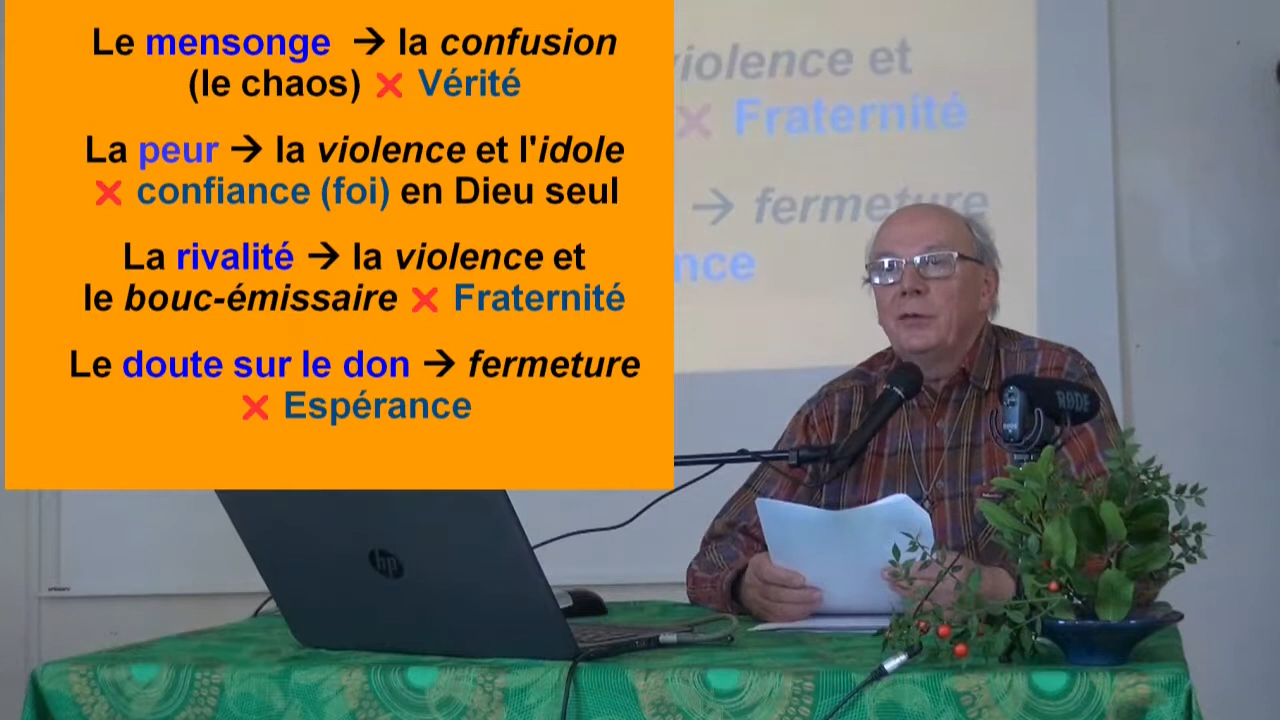 Le mensonge → la confusion
(le chaos) ❌ Vérité
La peur → la violence et l'idole
❌ confiance (foi) en Dieu seul
La rivalité → la violence et
le bouc-émissaire ❌ Fraternité
Le doute sur le don → fermeture
❌ Espérance
violence et
❌ Fraternité
→ fermeture
nce
RØDE
hp